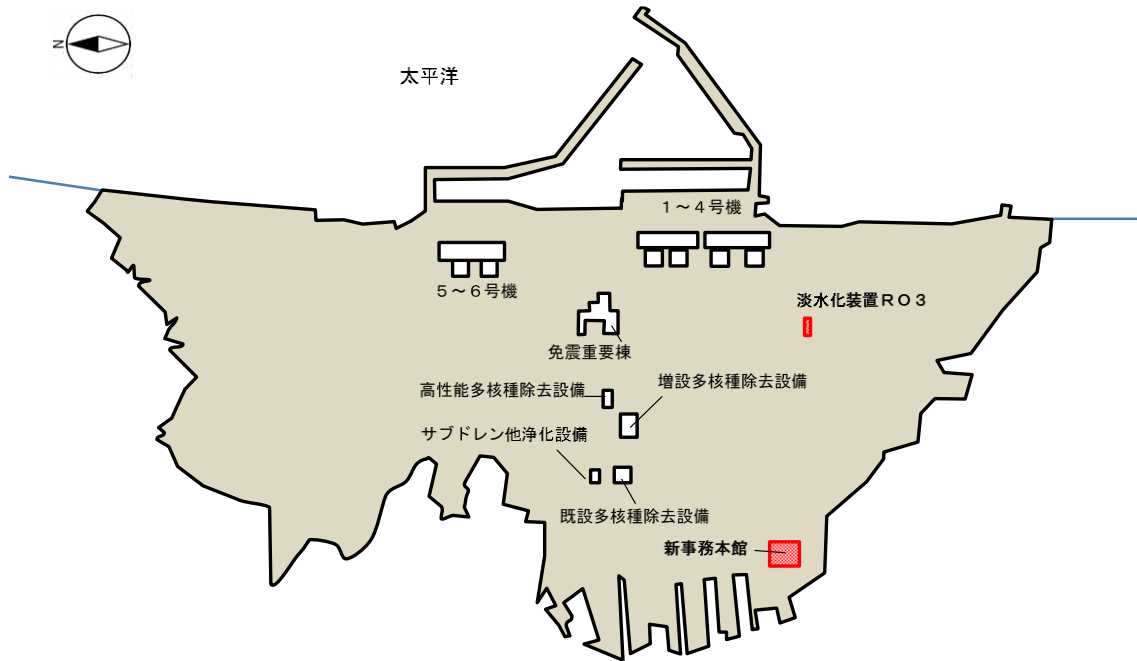 N
太平洋
1~4号機
5~6号機
淡水化装置RO3
免震重要棟
増設多核種除去設備
高性能多核種除去設備
サブドレン他浄化設備
既設多核種除去設備
新事務本館